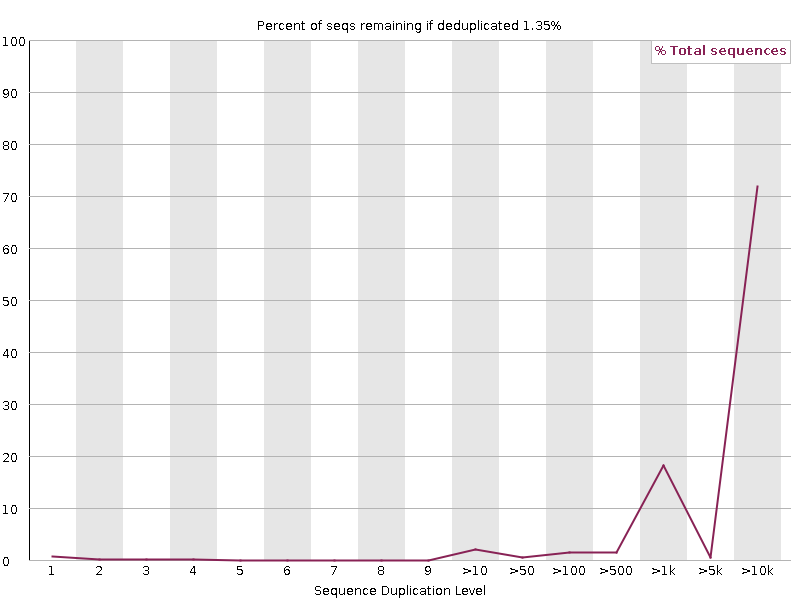 Percent of seqs remaining if deduplicated 1.35%
% Total sequences
100
90
80
70
60
50
40
30
20
10
0
1 2 3 4 5 6 7 8 9 >10 >50 >100 >500 >1k >5k >10k
Sequence Duplication Level